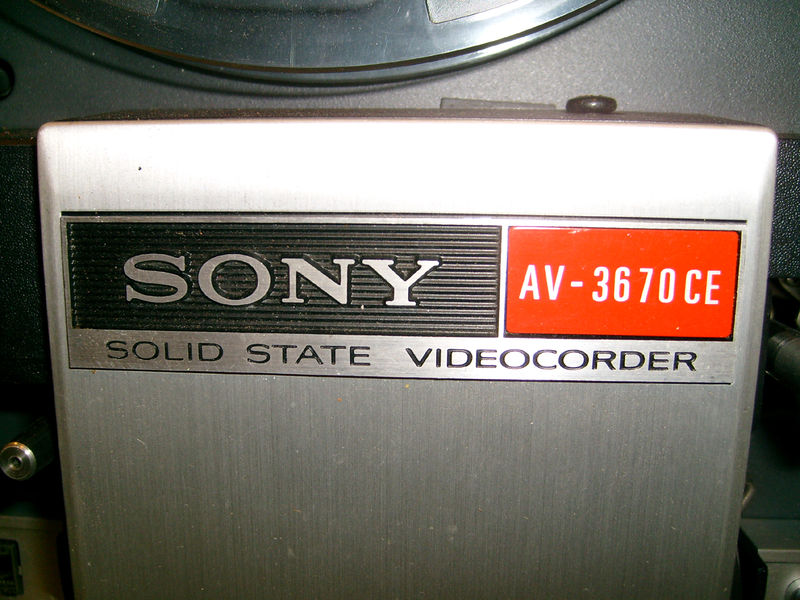 SONY AV-3670CE
SOLID STATE VIDEOCORDER